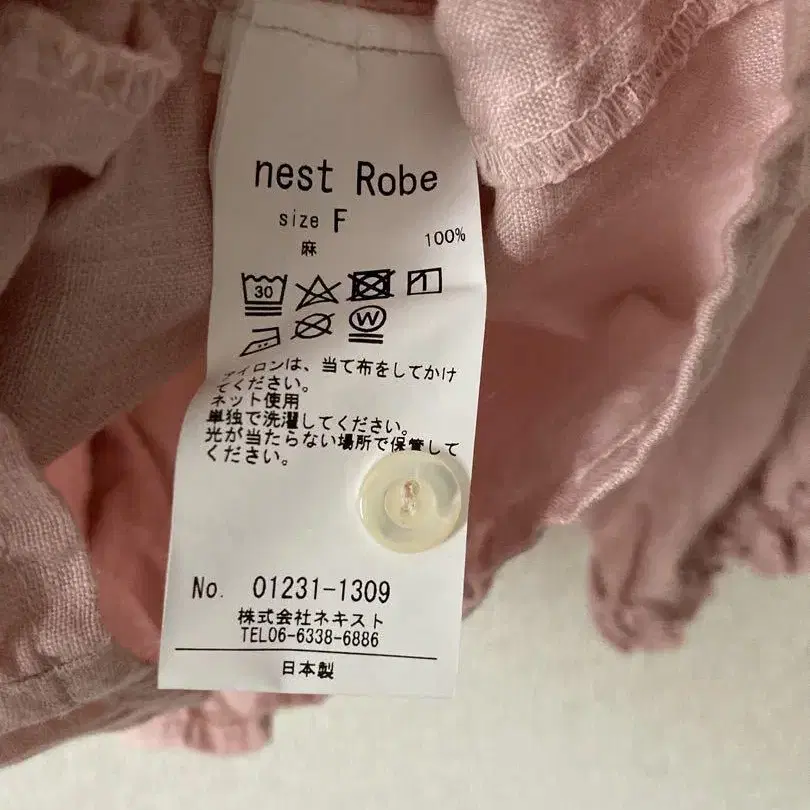 nest Robe
size F
麻 100%
30
W
アイロンは、当て布をしてかけ
てください。
ネット使用
単独で洗濯してください。
光が当たらない場所で保管して
ください。
No. 01231-1309
株式会社ネキスト
TEL06-6338-6886
日本製